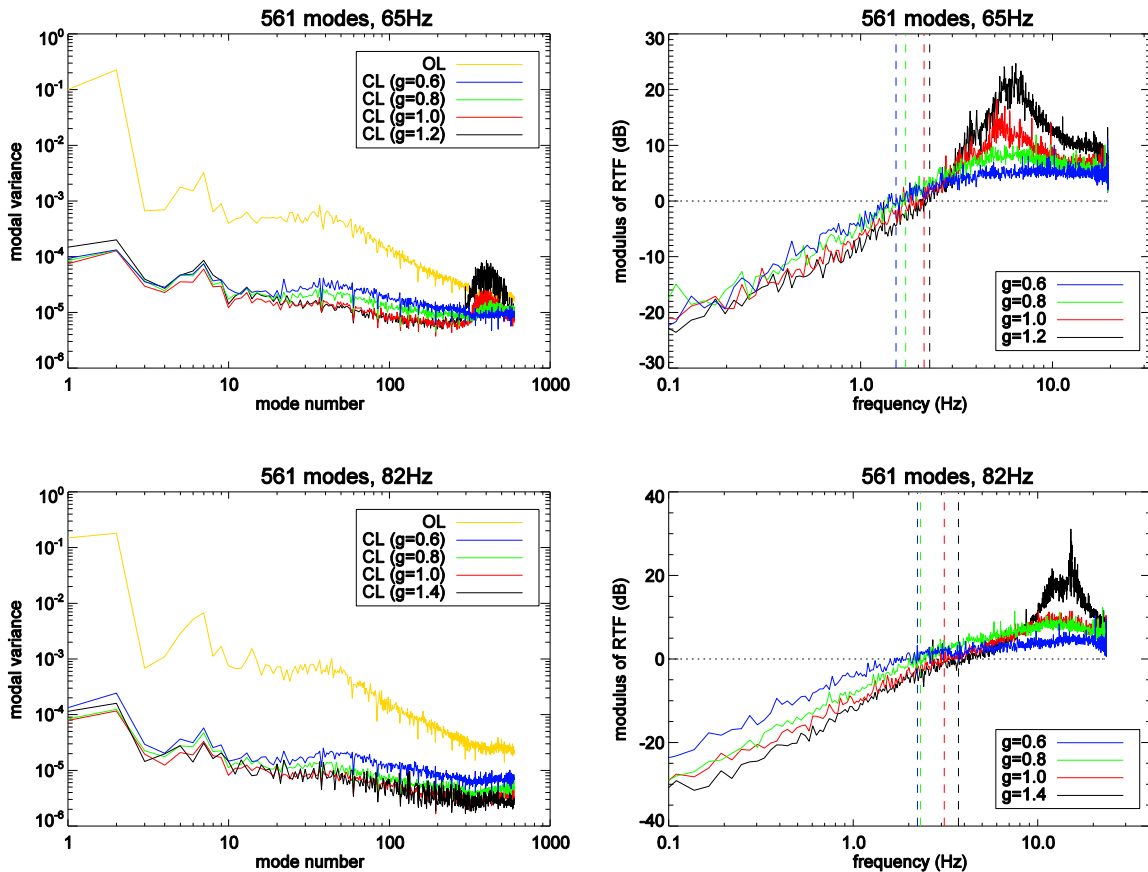 561 modes, 65Hz
10^0
10^-1
10^-2
10^-3
10^-4
10^-5
10^-6
modal variance
OL
CL (g=0.6)
CL (g=0.8)
CL (g=1.0)
CL (g=1.2)
1 10 100 1000
mode number
561 modes, 65Hz
30
20
10
0
-10
-20
-30
modulus of RTF (dB)
g=0.6
g=0.8
g=1.0
g=1.2
0.1 1.0 10.0
frequency (Hz)
561 modes, 82Hz
10^0
10^-1
10^-2
10^-3
10^-4
10^-5
10^-6
modal variance
OL
CL (g=0.6)
CL (g=0.8)
CL (g=1.0)
CL (g=1.4)
1 10 100 1000
mode number
561 modes, 82Hz
40
20
0
-20
-40
modulus of RTF (dB)
g=0.6
g=0.8
g=1.0
g=1.4
0.1 1.0 10.0
frequency (Hz)